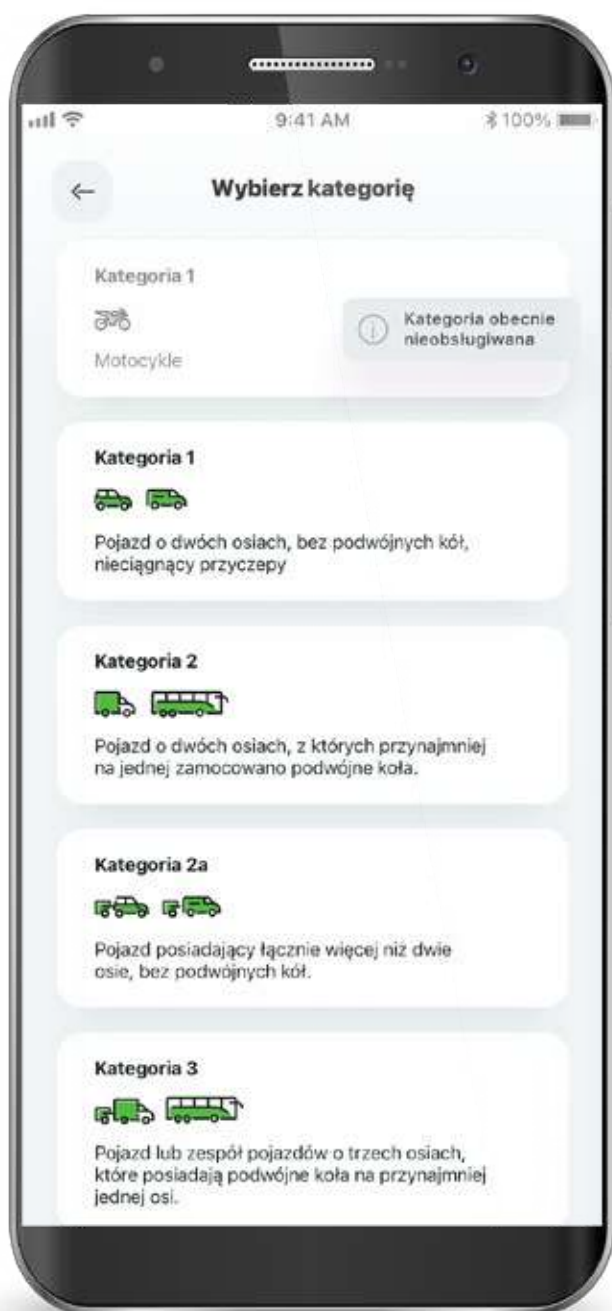 9:41 AM
100%
Wybierz kategorię
Kategoria 1
Kategoria obecnie
nieobsługiwana
Motocykle
Kategoria 1
Pojazd o dwóch osiach, bez podwójnych kół,
nieciągnący przyczepy
Kategoria 2
Pojazd o dwóch osiach, z których przynajmniej
na jednej zamocowano podwójne koła.
Kategoria 2a
Pojazd posiadający łącznie więcej niż dwie
osie, bez podwójnych kół.
Kategoria 3
Pojazd lub zespół pojazdów o trzech osiach,
które posiadają podwójne koła na przynajmniej
jednej osi.